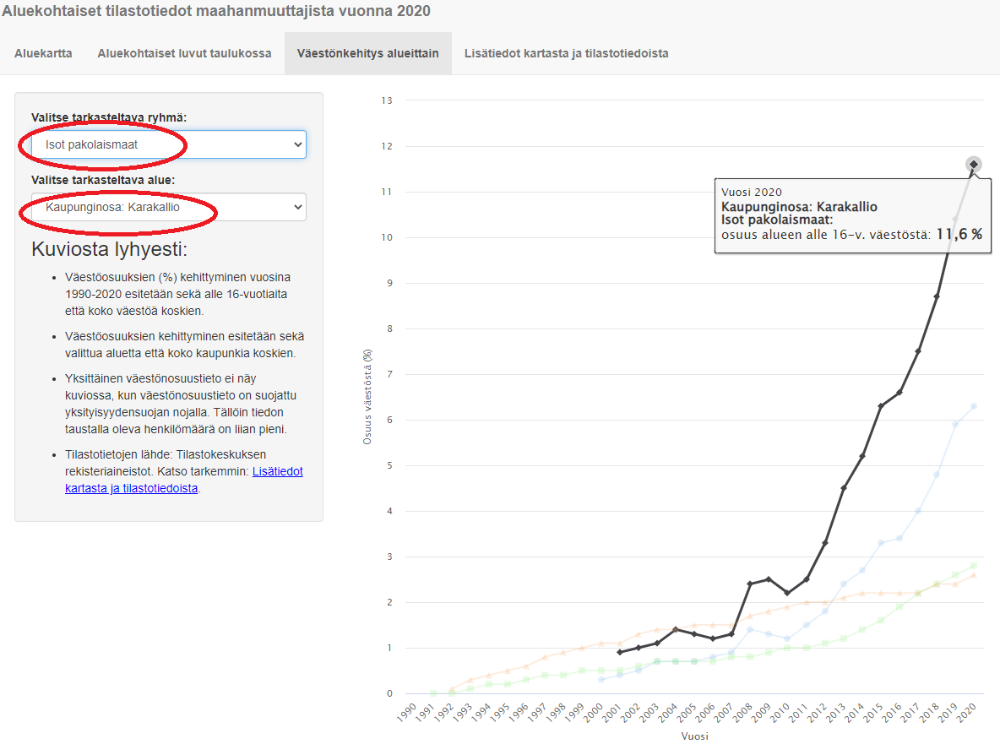 Aluekohtaiset tilastotiedot maahanmuuttajista vuonna 2020
Aluekartta
Aluekohtaiset luvut taulukossa
Väestönkehitys alueittain
Lisätiedot kartasta ja tilastotiedoista
Valitse tarkasteltava ryhmä:
Isot pakolaismaat
Valitse tarkasteltava alue:
Kaupunginosa: Karakallio
Kuviosta lyhyesti:
Väestöosuuksien (%) kehittyminen vuosina
1990-2020 esitetään sekä alle 16-vuotiaita
että koko väestöä koskien.
Väestöosuuksien kehittyminen esitetään sekä
valittua aluetta että koko kaupunkia koskien.
Yksittäinen väestönosuustieto ei näy
kuviossa, kun väestönosuustieto on suojattu
yksityisyydensuojan nojalla. Tällöin tiedon
taustalla oleva henkilömäärä on liian pieni.
Tilastotietojen lähde: Tilastokeskuksen
rekisteriaineistot. Katso tarkemmin: Lisätiedot
kartasta ja tilastotiedoista.
13
12
11
10
9
8
7
6
5
4
3
2
1
0
Osuus väestöstä (%)
Vuosi 2020
Kaupunginosa: Karakallio
Isot pakolaismaat:
osuus alueen alle 16-v. väestöstä: 11,6 %
1990
1991
1992
1993
1994
1995
1996
1997
1998
1999
2000
2001
2002
2003
2004
2005
2006
2007
2008
2009
2010
2011
2012
2013
2014
2015
2016
2017
2018
2019
2020
Vuosi